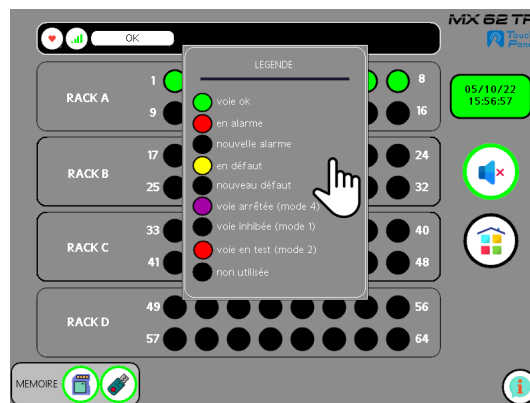 MX 62 TP
Touch
Pan
OK
LEGENDE
voie ok
en alarme
nouvelle alarme
en défaut
nouveau défaut
voie arrêtée (mode 4)
voie inhibée (mode 1)
voie en test (mode 2)
non utilisée
RACK A
1
8
9
16
RACK B
17
24
25
32
RACK C
33
40
41
48
RACK D
49
56
57
64
05/10/22
15:56:57
MEMOIRE